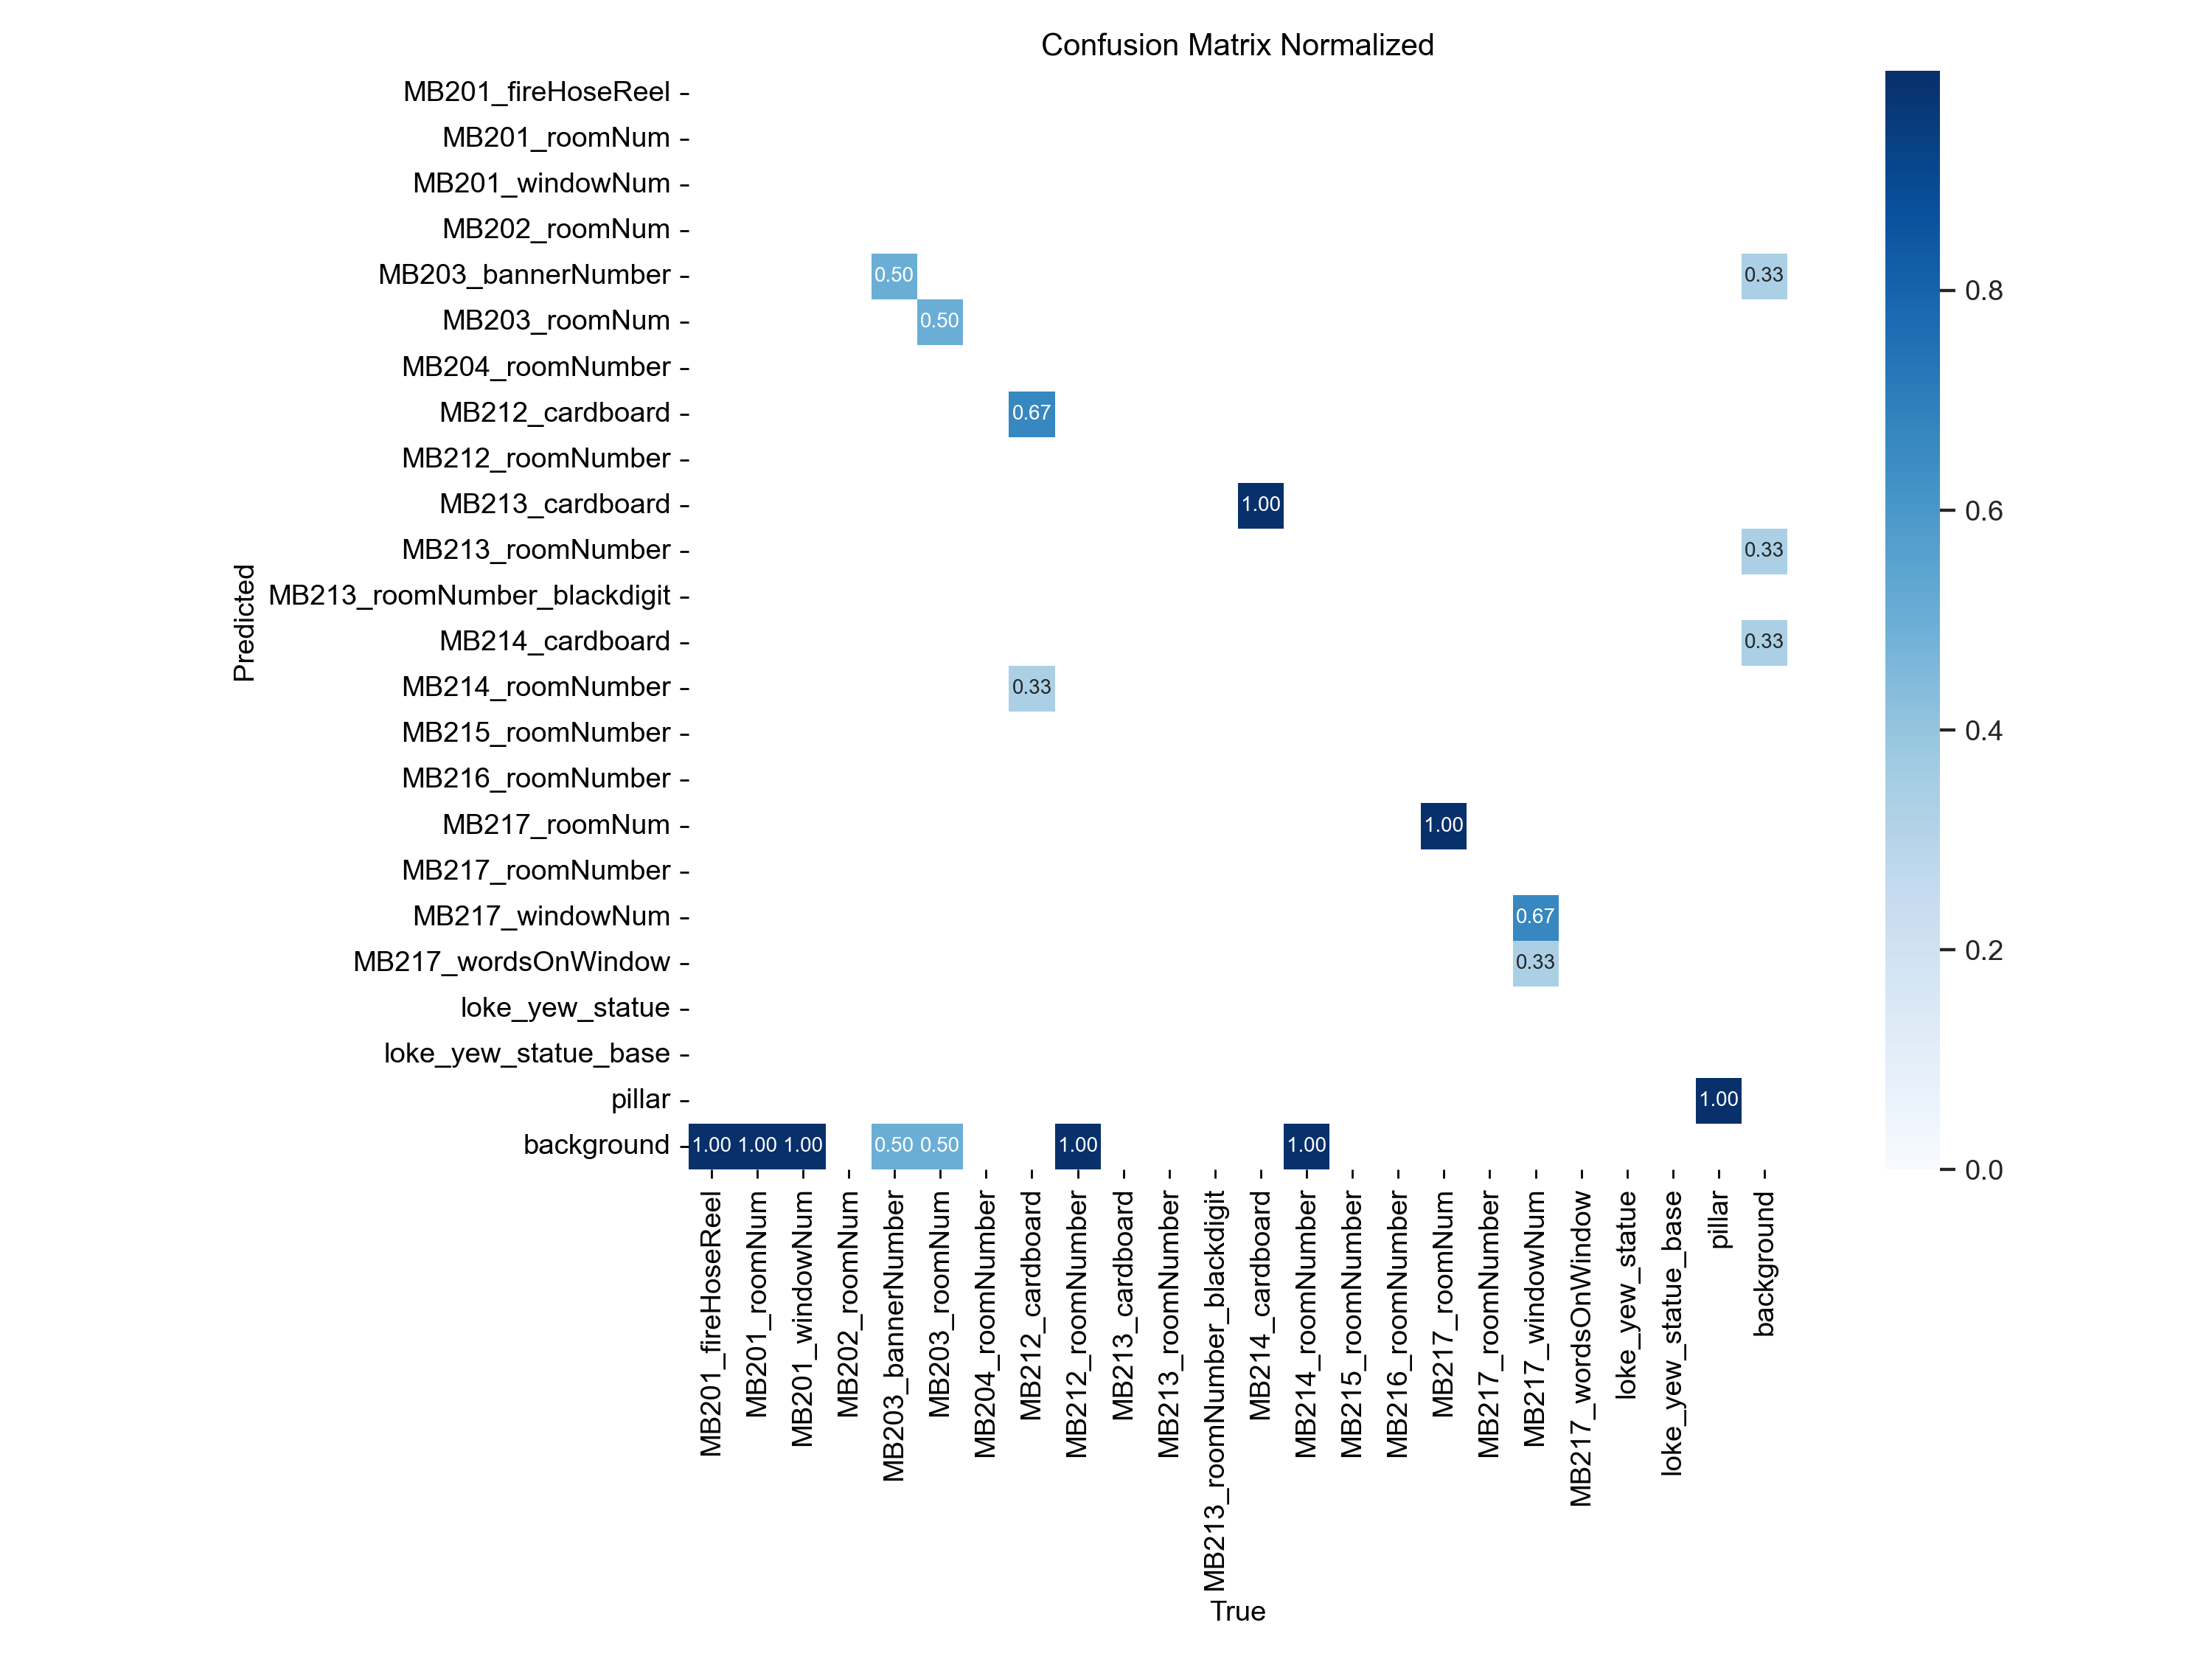 Confusion Matrix Normalized
MB201_fireHoseReel
MB201_roomNum
MB201_windowNum
MB202_roomNum
MB203_bannerNumber 0.50 0.33
MB203_roomNum 0.50
MB204_roomNumber
MB212_cardboard 0.67
MB212_roomNumber
MB213_cardboard 1.00
MB213_roomNumber 0.33
MB213_roomNumber_blackdigit
MB214_cardboard 0.33
MB214_roomNumber 0.33
MB215_roomNumber
MB216_roomNumber
MB217_roomNum 1.00
MB217_roomNumber
MB217_windowNum 0.67
MB217_wordsOnWindow 0.33
loke_yew_statue
loke_yew_statue_base
pillar 1.00
background 1.00 1.00 1.00 0.50 0.50 1.00 1.00
Predicted
MB201_fireHoseReel
MB201_roomNum
MB201_windowNum
MB202_roomNum
MB203_bannerNumber
MB203_roomNum
MB204_roomNumber
MB212_cardboard
MB212_roomNumber
MB213_cardboard
MB213_roomNumber
MB213_roomNumber_blackdigit
MB214_cardboard
MB214_roomNumber
MB215_roomNumber
MB216_roomNumber
MB217_roomNum
MB217_roomNumber
MB217_windowNum
MB217_wordsOnWindow
loke_yew_statue
loke_yew_statue_base
pillar
background
True
0.8
0.6
0.4
0.2
0.0